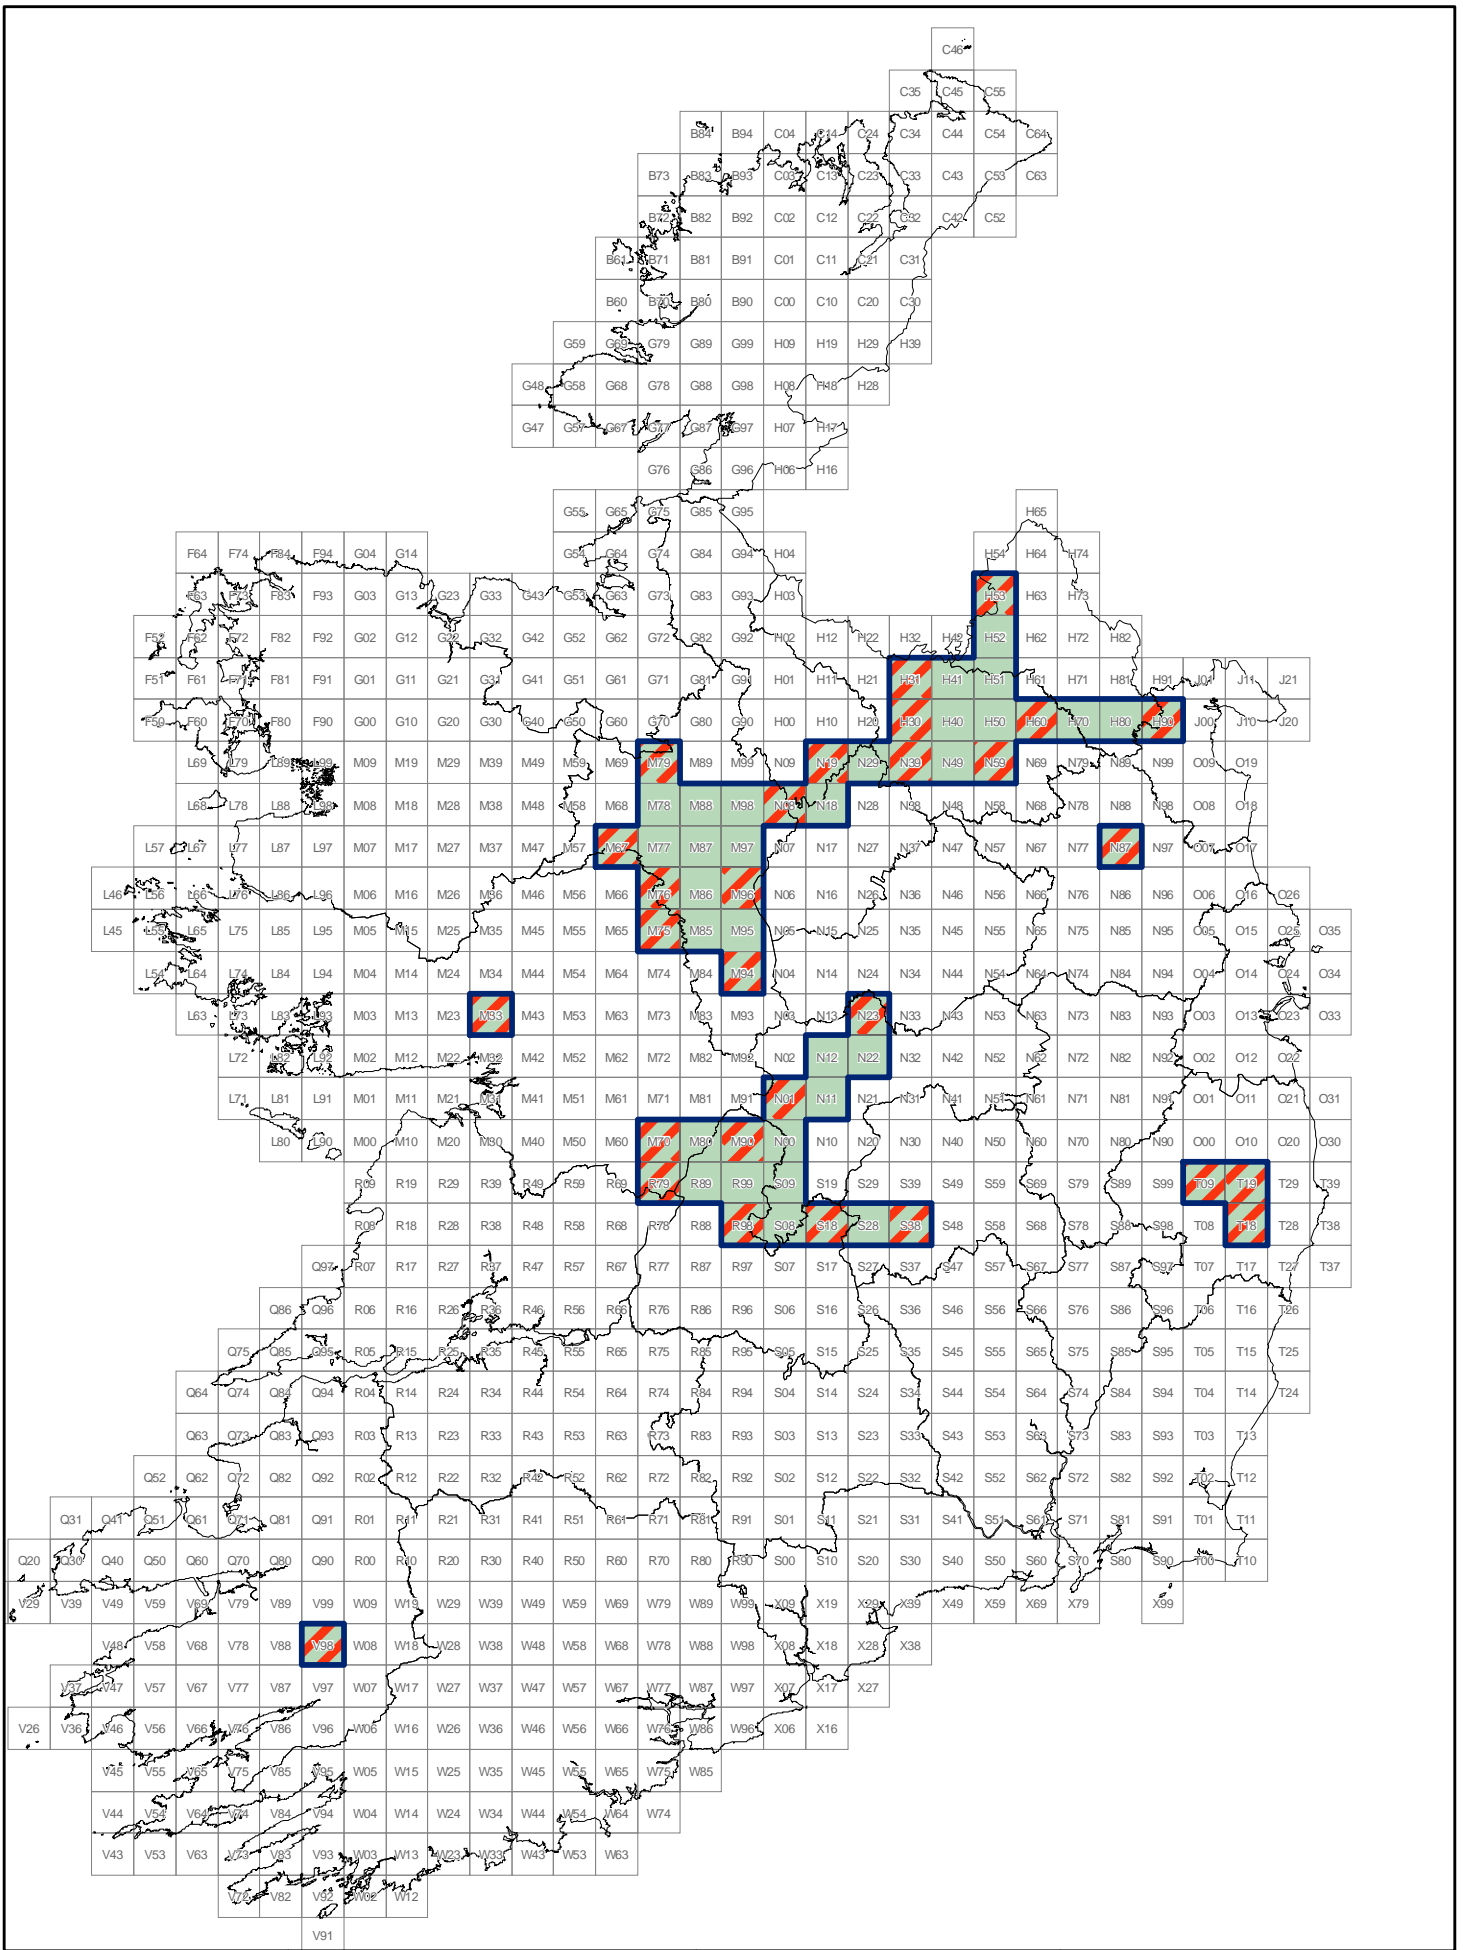 C46
C35 C45 C55
B84 B94 C04 C14 C24 C34 C44 C54 C64
B73 B83 B93 C03 C13 C23 C33 C43 C53 C63
B72 B82 B92 C02 C12 C22 C32 C42 C52
B61 B71 B81 B91 C01 C11 C21 C31
B60 B70 B80 B90 C00 C10 C20 C30
G59 G69 G79 G89 G99 H09 H19 H29 H39
G48 G58 G68 G78 G88 G98 H08 H18 H28
G47 G57 G67 G77 G87 G97 H07 H17
G76 G86 G96 H06 H16
G55 G65 G75 G85 G95 H65
F64 F74 F84 F94 G04 G14 G54 G64 G74 G84 G94 H04 H54 H64 H74
F63 F73 F83 F93 G03 G13 G23 G33 G43 G53 G63 G73 G83 G93 H03 H53 H63 H73
F52 F62 F72 F82 F92 G02 G12 G22 G32 G42 G52 G62 G72 G82 G92 H02 H12 H22 H32 H42 H52 H62 H72 H82
F51 F61 F71 F81 F91 G01 G11 G21 G31 G41 G51 G61 G71 G81 G91 H01 H11 H21 H31 H41 H51 H61 H71 H81 H91 J01 J11 J21
F50 F60 F70 F80 F90 G00 G10 G20 G30 G40 G50 G60 G70 G80 G90 H00 H10 H20 H30 H40 H50 H60 H70 H80 H90 J00 J10 J20
L69 L79 L89 L99 M09 M19 M29 M39 M49 M59 M69 M79 M89 M99 N09 N19 N29 N39 N49 N59 N69 N79 N89 N99 O09 O19
L68 L78 L88 L98 M08 M18 M28 M38 M48 M58 M68 M78 M88 M98 N08 N18 N28 N38 N48 N58 N68 N78 N88 N98 O08 O18
L57 L67 L77 L87 L97 M07 M17 M27 M37 M47 M57 M67 M77 M87 M97 N07 N17 N27 N37 N47 N57 N67 N77 N87 N97 O07 O17
L46 L56 L66 L76 L86 L96 M06 M16 M26 M36 M46 M56 M66 M76 M86 M96 N06 N16 N26 N36 N46 N56 N66 N76 N86 N96 O06 O16 O26
L45 L55 L65 L75 L85 L95 M05 M15 M25 M35 M45 M55 M65 M75 M85 M95 N05 N15 N25 N35 N45 N55 N65 N75 N85 N95 O05 O15 O25 O35
L54 L64 L74 L84 L94 M04 M14 M24 M34 M44 M54 M64 M74 M84 M94 N04 N14 N24 N34 N44 N54 N64 N74 N84 N94 O04 O14 O24 O34
L63 L73 L83 L93 M03 M13 M23 M33 M43 M53 M63 M73 M83 M93 N03 N13 N23 N33 N43 N53 N63 N73 N83 N93 O03 O13 O23 O33
L72 L82 L92 M02 M12 M22 M32 M42 M52 M62 M72 M82 M92 N02 N12 N22 N32 N42 N52 N62 N72 N82 N92 O02 O12 O22
L71 L81 L91 M01 M11 M21 M31 M41 M51 M61 M71 M81 M91 N01 N11 N21 N31 N41 N51 N61 N71 N81 N91 O01 O11 O21 O31
L80 L90 M00 M10 M20 M30 M40 M50 M60 M70 M80 M90 N00 N10 N20 N30 N40 N50 N60 N70 N80 N90 O00 O10 O20 O30
R09 R19 R29 R39 R49 R59 R69 R79 R89 R99 S09 S19 S29 S39 S49 S59 S69 S79 S89 S99 T09 T19 T29 T39
R08 R18 R28 R38 R48 R58 R68 R78 R88 R98 S08 S18 S28 S38 S48 S58 S68 S78 S88 S98 T08 T18 T28 T38
Q97 R07 R17 R27 R37 R47 R57 R67 R77 R87 R97 S07 S17 S27 S37 S47 S57 S67 S77 S87 S97 T07 T17 T27 T37
Q86 Q96 R06 R16 R26 R36 R46 R56 R66 R76 R86 R96 S06 S16 S26 S36 S46 S56 S66 S76 S86 S96 T06 T16 T26
Q75 Q85 Q95 R05 R15 R25 R35 R45 R55 R65 R75 R85 R95 S05 S15 S25 S35 S45 S55 S65 S75 S85 S95 T05 T15 T25
Q64 Q74 Q84 Q94 R04 R14 R24 R34 R44 R54 R64 R74 R84 R94 S04 S14 S24 S34 S44 S54 S64 S74 S84 S94 T04 T14 T24
Q63 Q73 Q83 Q93 R03 R13 R23 R33 R43 R53 R63 R73 R83 R93 S03 S13 S23 S33 S43 S53 S63 S73 S83 S93 T03 T13
Q52 Q62 Q72 Q82 Q92 R02 R12 R22 R32 R42 R52 R62 R72 R82 R92 S02 S12 S22 S32 S42 S52 S62 S72 S82 S92 T02 T12
Q31 Q41 Q51 Q61 Q71 Q81 Q91 R01 R11 R21 R31 R41 R51 R61 R71 R81 R91 S01 S11 S21 S31 S41 S51 S61 S71 S81 S91 T01 T11
Q20 Q30 Q40 Q50 Q60 Q70 Q80 Q90 R00 R10 R20 R30 R40 R50 R60 R70 R80 R90 S00 S10 S20 S30 S40 S50 S60 S70 S80 S90 T00 T10
V29 V39 V49 V59 V69 V79 V89 V99 W09 W19 W29 W39 W49 W59 W69 W79 W89 W99 X09 X19 X29 X39 X49 X59 X69 X79 X99
V48 V58 V68 V78 V88 V98 W08 W18 W28 W38 W48 W58 W68 W78 W88 W98 X08 X18 X28 X38
V37 V47 V57 V67 V77 V87 V97 W07 W17 W27 W37 W47 W57 W67 W77 W87 W97 X07 X17 X27
V26 V36 V46 V56 V66 V76 V86 V96 W06 W16 W26 W36 W46 W56 W66 W76 W86 W96 X06 X16
V45 V55 V65 V75 V85 V95 W05 W15 W25 W35 W45 W55 W65 W75 W85
V44 V54 V64 V74 V84 V94 W04 W14 W24 W34 W44 W54 W64 W74
V43 V53 V63 V73 V83 V93 W03 W13 W23 W33 W43 W53 W63
V72 V82 V92 W02 W12
V91